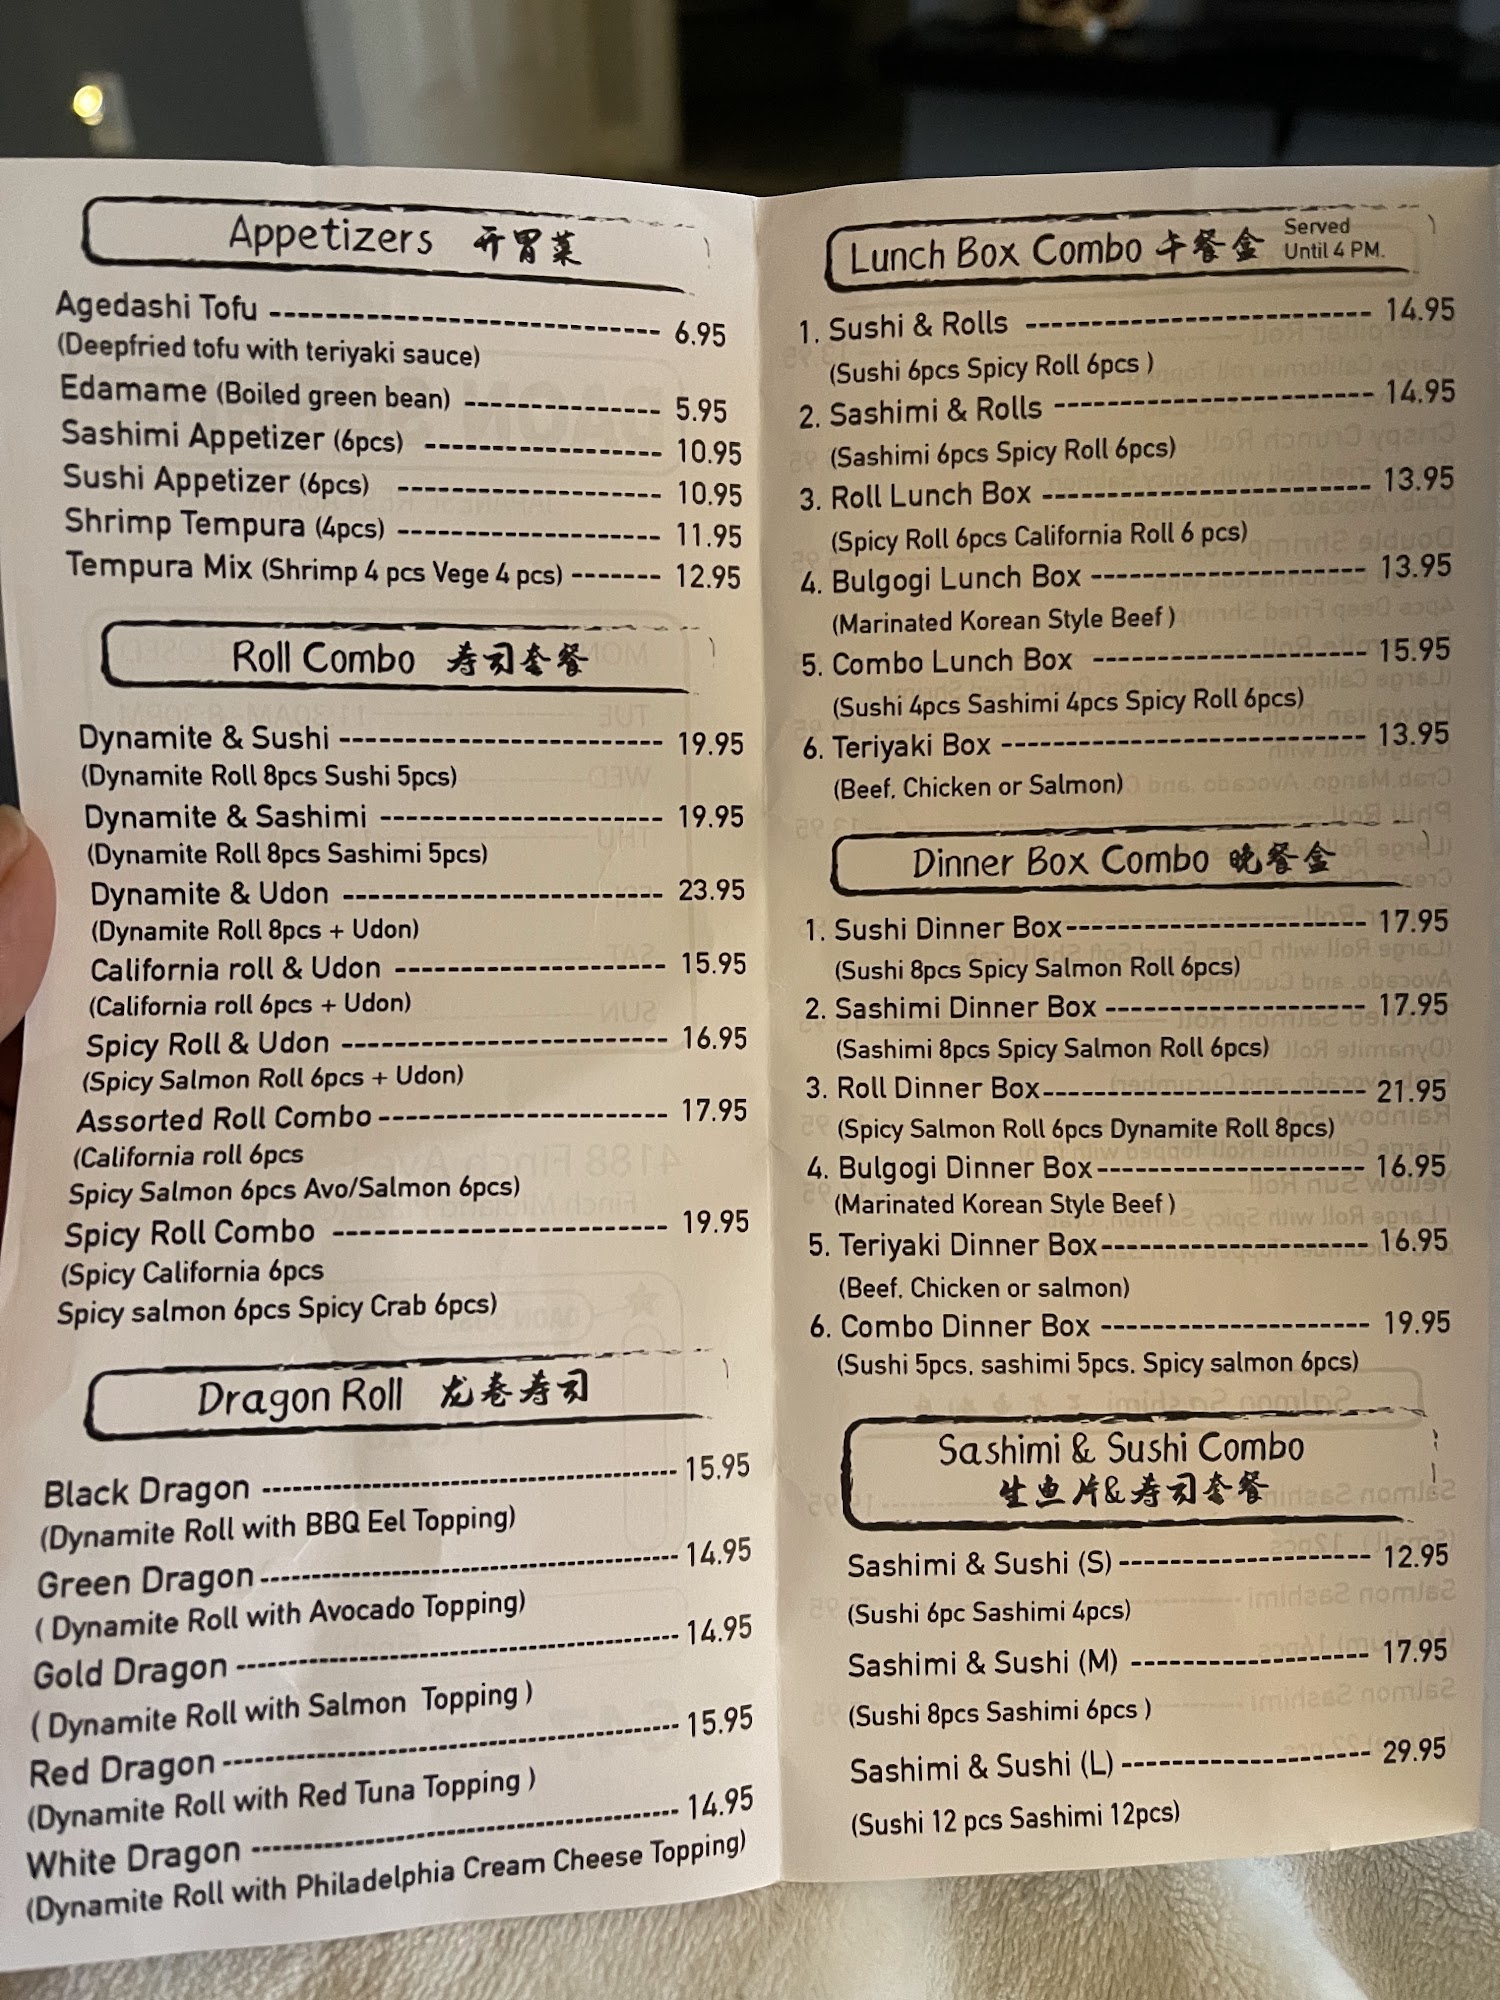 Appetizers 开胃菜
Agedashi Tofu ---------------------------- 6.95
(Deepfried tofu with teriyaki sauce)
Edamame (Boiled green bean) --------------- 5.95
Sashimi Appetizer (6pcs) ------------------ 10.95
Sushi Appetizer (6pcs) -------------------- 10.95
Shrimp Tempura (4pcs) -------------------- 11.95
Tempura Mix (Shrimp 4 pcs Vege 4 pcs) ------- 12.95
Roll Combo 寿司套餐
Dynamite & Sushi ------------------------- 19.95
(Dynamite Roll 8pcs Sushi 5pcs)
Dynamite & Sashimi ---------------------- 19.95
(Dynamite Roll 8pcs Sashimi 5pcs)
Dynamite & Udon ------------------------- 23.95
(Dynamite Roll 8pcs + Udon)
California roll & Udon --------------------- 15.95
(California roll 6pcs + Udon)
Spicy Roll & Udon ------------------------- 16.95
(Spicy Salmon Roll 6pcs + Udon)
Assorted Roll Combo ---------------------- 17.95
(California roll 6pcs
Spicy Salmon 6pcs Avo/Salmon 6pcs)
Spicy Roll Combo -------------------------- 19.95
(Spicy California 6pcs
Spicy salmon 6pcs Spicy Crab 6pcs)
Dragon Roll 龙卷寿司
Black Dragon -------------------------------- 15.95
(Dynamite Roll with BBQ Eel Topping)
Green Dragon -------------------------------- 14.95
( Dynamite Roll with Avocado Topping)
Gold Dragon ---------------------------------- 14.95
( Dynamite Roll with Salmon Topping )
Red Dragon ----------------------------------- 15.95
(Dynamite Roll with Red Tuna Topping )
White Dragon --------------------------------- 14.95
(Dynamite Roll with Philadelphia Cream Cheese Topping)
Lunch Box Combo 午餐盒 Served
Until 4 PM.
1. Sushi & Rolls --------------------------- 14.95
(Sushi 6pcs Spicy Roll 6pcs )
2. Sashimi & Rolls ------------------------- 14.95
(Sashimi 6pcs Spicy Roll 6pcs)
3. Roll Lunch Box ------------------------- 13.95
(Spicy Roll 6pcs California Roll 6 pcs)
4. Bulgogi Lunch Box --------------------- 13.95
(Marinated Korean Style Beef )
5. Combo Lunch Box --------------------- 15.95
(Sushi 4pcs Sashimi 4pcs Spicy Roll 6pcs)
6. Teriyaki Box ---------------------------- 13.95
(Beef, Chicken or Salmon)
Dinner Box Combo 晚餐盒
1. Sushi Dinner Box----------------------- 17.95
(Sushi 8pcs Spicy Salmon Roll 6pcs)
2. Sashimi Dinner Box -------------------- 17.95
(Sashimi 8pcs Spicy Salmon Roll 6pcs)
3. Roll Dinner Box------------------------- 21.95
(Spicy Salmon Roll 6pcs Dynamite Roll 8pcs)
4. Bulgogi Dinner Box--------------------- 16.95
(Marinated Korean Style Beef )
5. Teriyaki Dinner Box--------------------- 16.95
(Beef, Chicken or salmon)
6. Combo Dinner Box --------------------- 19.95
(Sushi 5pcs, sashimi 5pcs, Spicy salmon 6pcs)
Sashimi & Sushi Combo
生鱼片&寿司套餐
Sashimi & Sushi (S)-------------------- 12.95
(Sushi 6pc Sashimi 4pcs)
Sashimi & Sushi (M) ------------------- 17.95
(Sushi 8pcs Sashimi 6pcs )
Sashimi & Sushi (L)-------------------- 29.95
(Sushi 12 pcs Sashimi 12pcs)